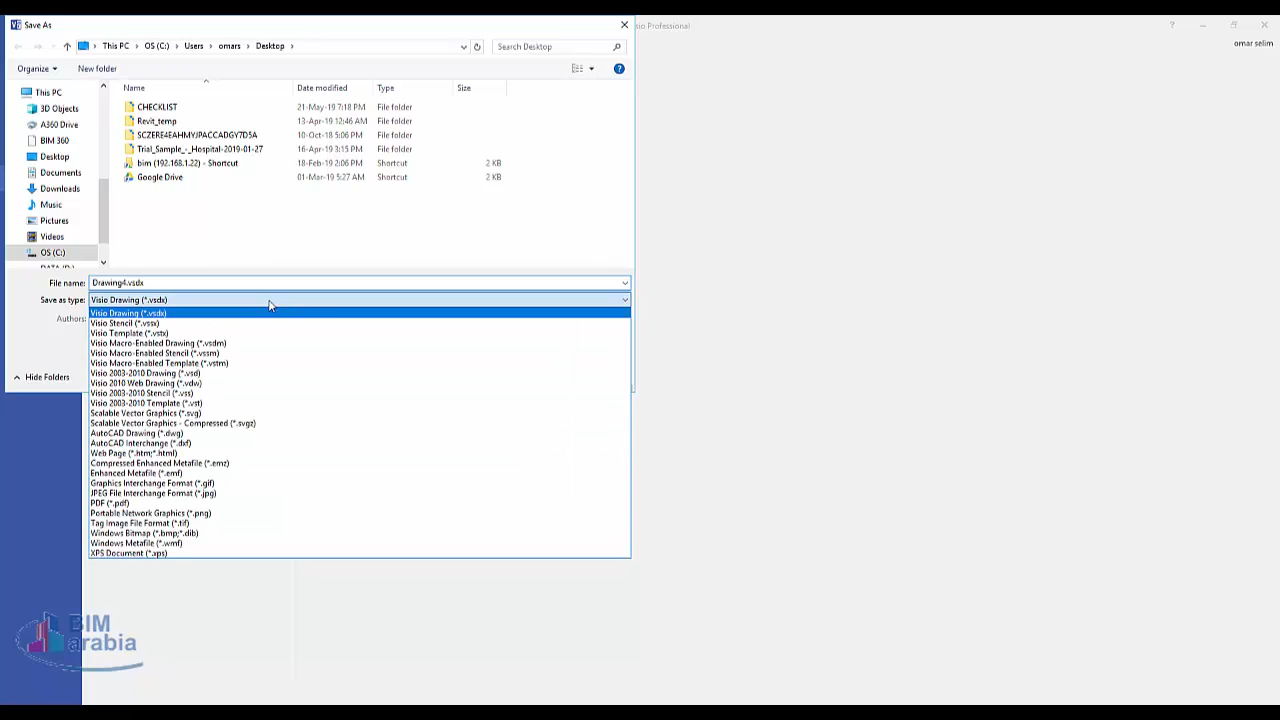 Save As
sio Professional
omar selim
This PC
OS (C:)
Users
omars
Desktop
Search Desktop
Organize
New folder
Name
Date modified
Type
Size
This PC
3D Objects
A360 Drive
BIM 360
Desktop
Documents
Downloads
Music
Pictures
Videos
OS (C:)
CHECKLIST 21-May-19 7:18 PM File folder
Revit_temp 13-Apr-19 12:46 AM File folder
SCZERE4EAHMYJPACCADGY7D5A 10-Oct-18 5:06 PM File folder
Trial_Sample_-_Hospital-2019-01-27 16-Apr-19 3:15 PM File folder
bim (192.168.1.22) - Shortcut 18-Feb-19 2:06 PM Shortcut 2 KB
Google Drive 01-Mar-19 5:27 AM Shortcut 2 KB
File name: Drawing4.vsdx
Save as type: Visio Drawing (*.vsdx)
Authors:
Hide Folders
Visio Drawing (*.vsdx)
Visio Stencil (*.vssx)
Visio Template (*.vstx)
Visio Macro-Enabled Drawing (*.vsdm)
Visio Macro-Enabled Stencil (*.vssm)
Visio Macro-Enabled Template (*.vstm)
Visio 2003-2010 Drawing (*.vsd)
Visio 2010 Web Drawing (*.vdw)
Visio 2003-2010 Stencil (*.vss)
Visio 2003-2010 Template (*.vst)
Scalable Vector Graphics (*.svg)
Scalable Vector Graphics - Compressed (*.svgz)
AutoCAD Drawing (*.dwg)
AutoCAD Interchange (*.dxf)
Web Page (*.htm;*.html)
Compressed Enhanced Metafile (*.emz)
Enhanced Metafile (*.emf)
Graphics Interchange Format (*.gif)
JPEG File Interchange Format (*.jpg)
PDF (*.pdf)
Portable Network Graphics (*.png)
Tag Image File Format (*.tif)
Windows Bitmap (*.bmp;*.dib)
Windows Metafile (*.wmf)
XPS Document (*.xps)
BIM
arabia